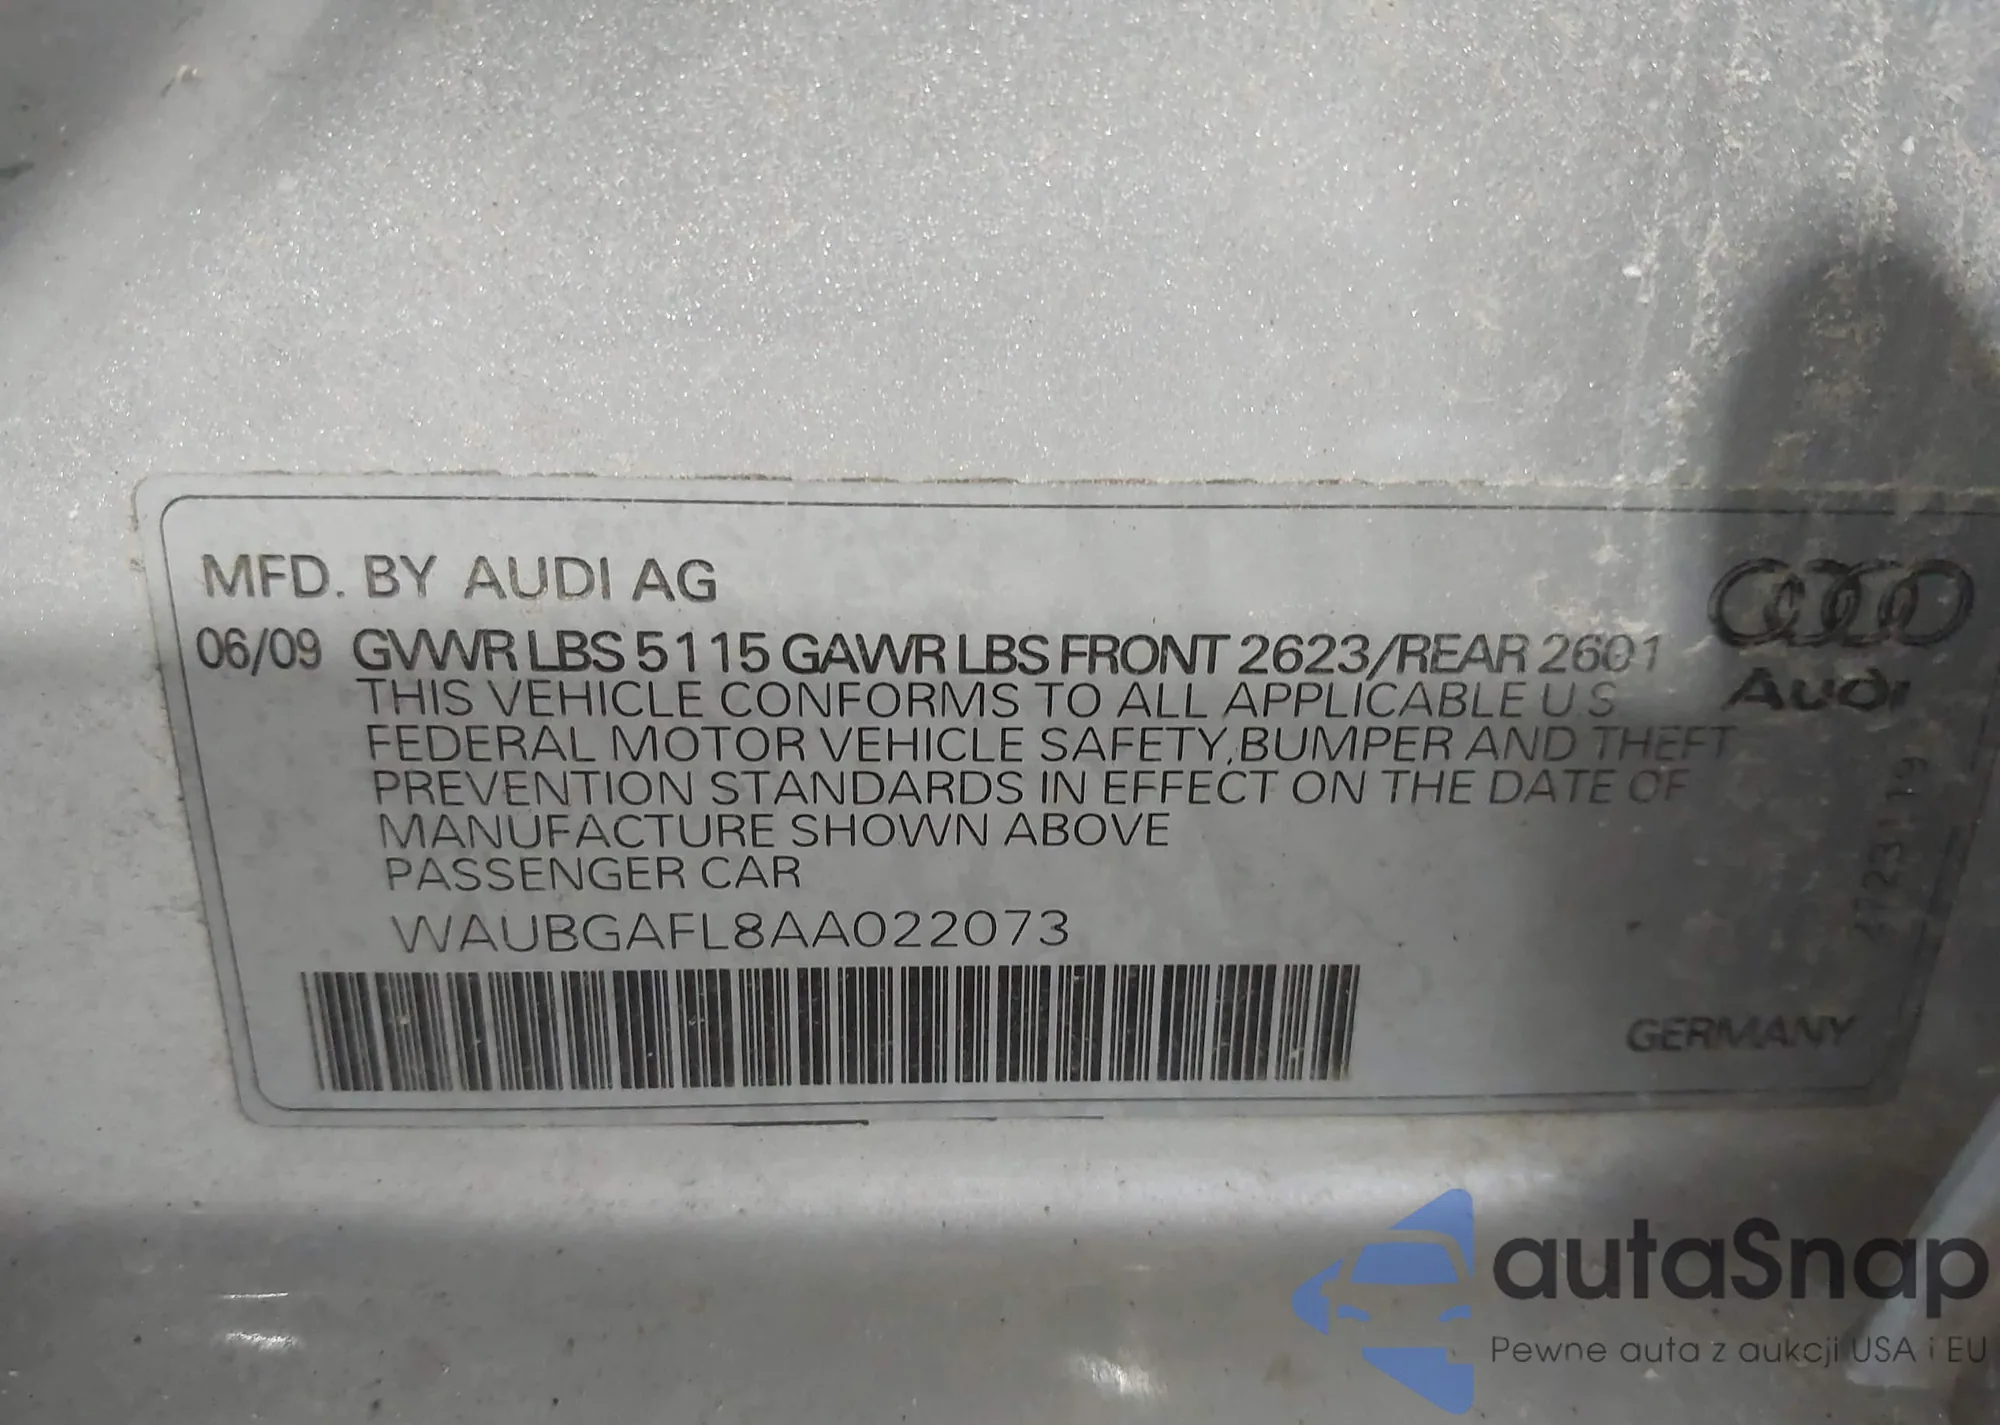 MFD. BY AUDI AG
06/09 GVWR LBS 5115 GAWR LBS FRONT 2623/REAR 2601
THIS VEHICLE CONFORMS TO ALL APPLICABLE U.S.
FEDERAL MOTOR VEHICLE SAFETY,BUMPER AND THEFT
PREVENTION STANDARDS IN EFFECT ON THE DATE OF
MANUFACTURE SHOWN ABOVE
PASSENGER CAR
WAUBGAFL8AA022073
Audi
GERMANY
autaSnap
Pewne auta z aukcji USA i EU